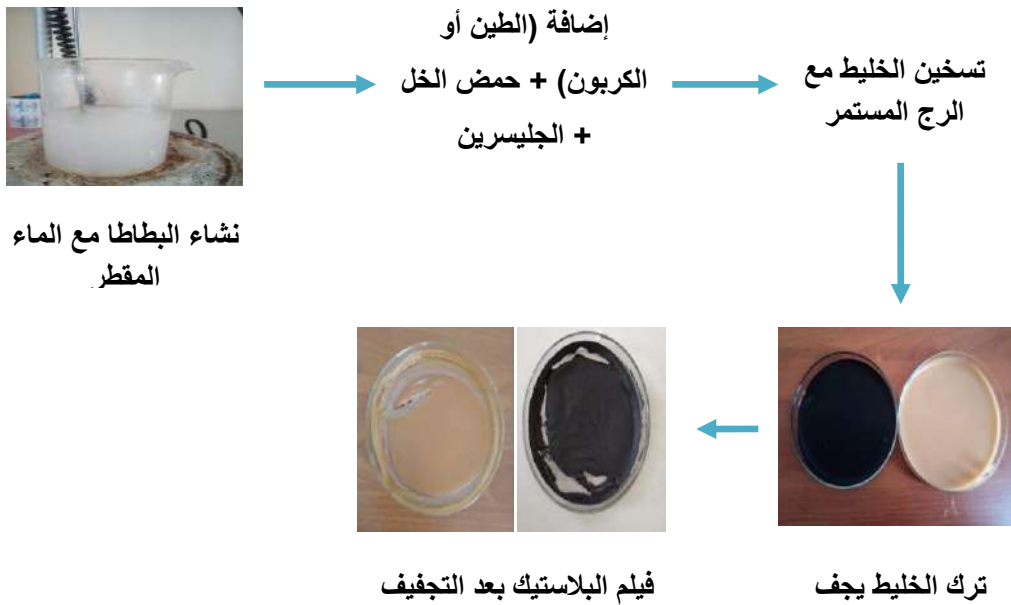 نشاء البطاطا مع الماء
المقطر
إضافة (الطين أو
الكربون) + حمض الخل
+ الجليسرين
تسخين الخليط مع
الرج المستمر
ترك الخليط يجف
فيلم البلاستيك بعد التجفيف